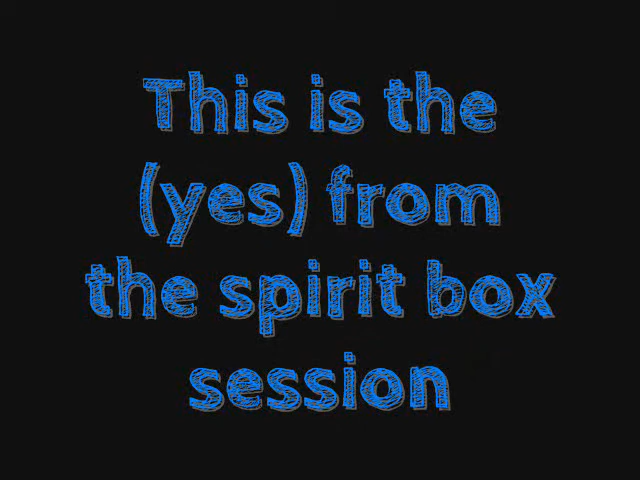 This is the
(yes) from
the spirit box
session